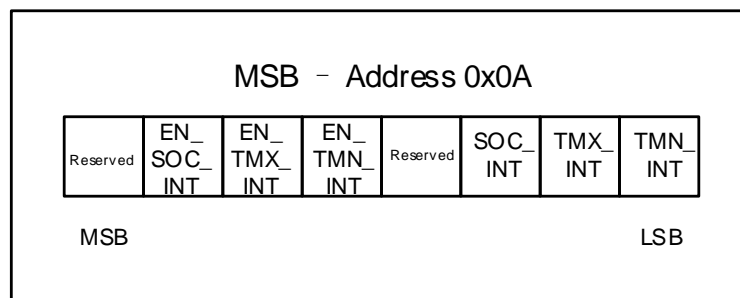 MSB – Address 0x0A
Reserved
EN_
SOC_
INT
EN_
TMX_
INT
EN_
TMN_
INT
Reserved
SOC_
INT
TMX_
INT
TMN_
INT
MSB
LSB